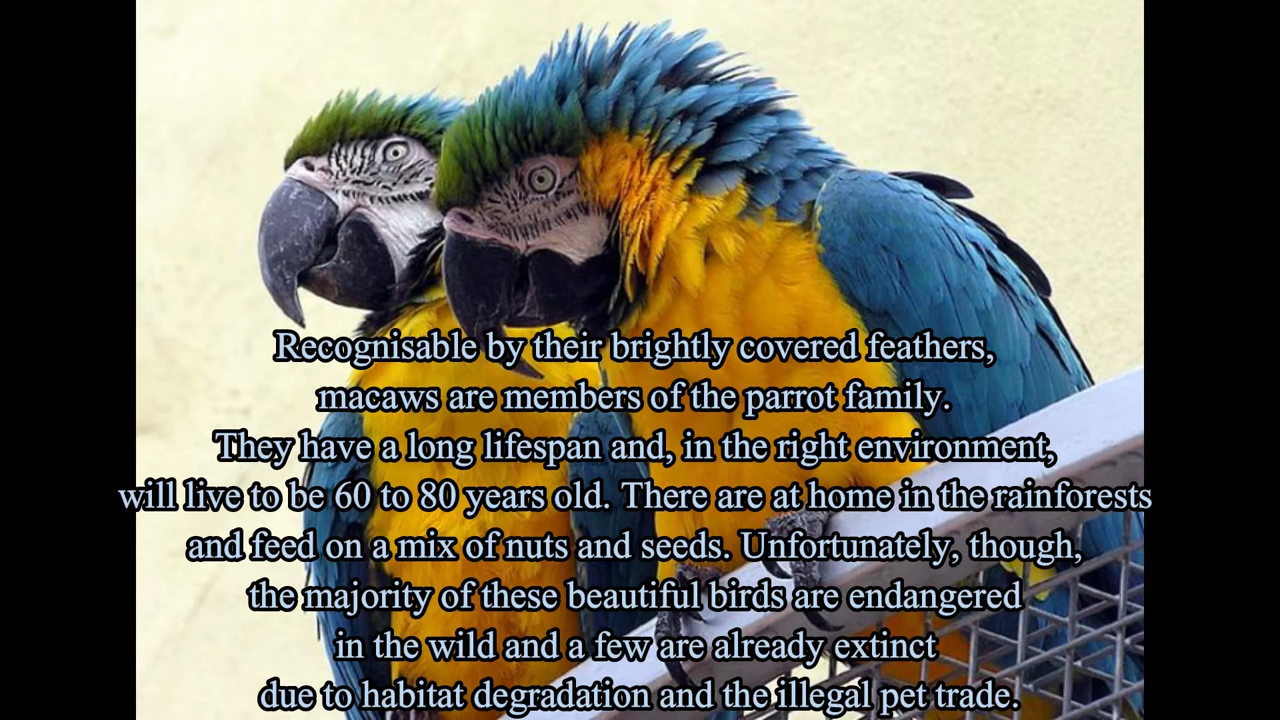 Recognisable by their brightly covered feathers,
macaws are members of the parrot family.
They have a long lifespan and, in the right environment,
will live to be 60 to 80 years old. There are at home in the rainforests
and feed on a mix of nuts and seeds. Unfortunately, though,
the majority of these beautiful birds are endangered
in the wild and a few are already extinct
due to habitat degradation and the illegal pet trade.